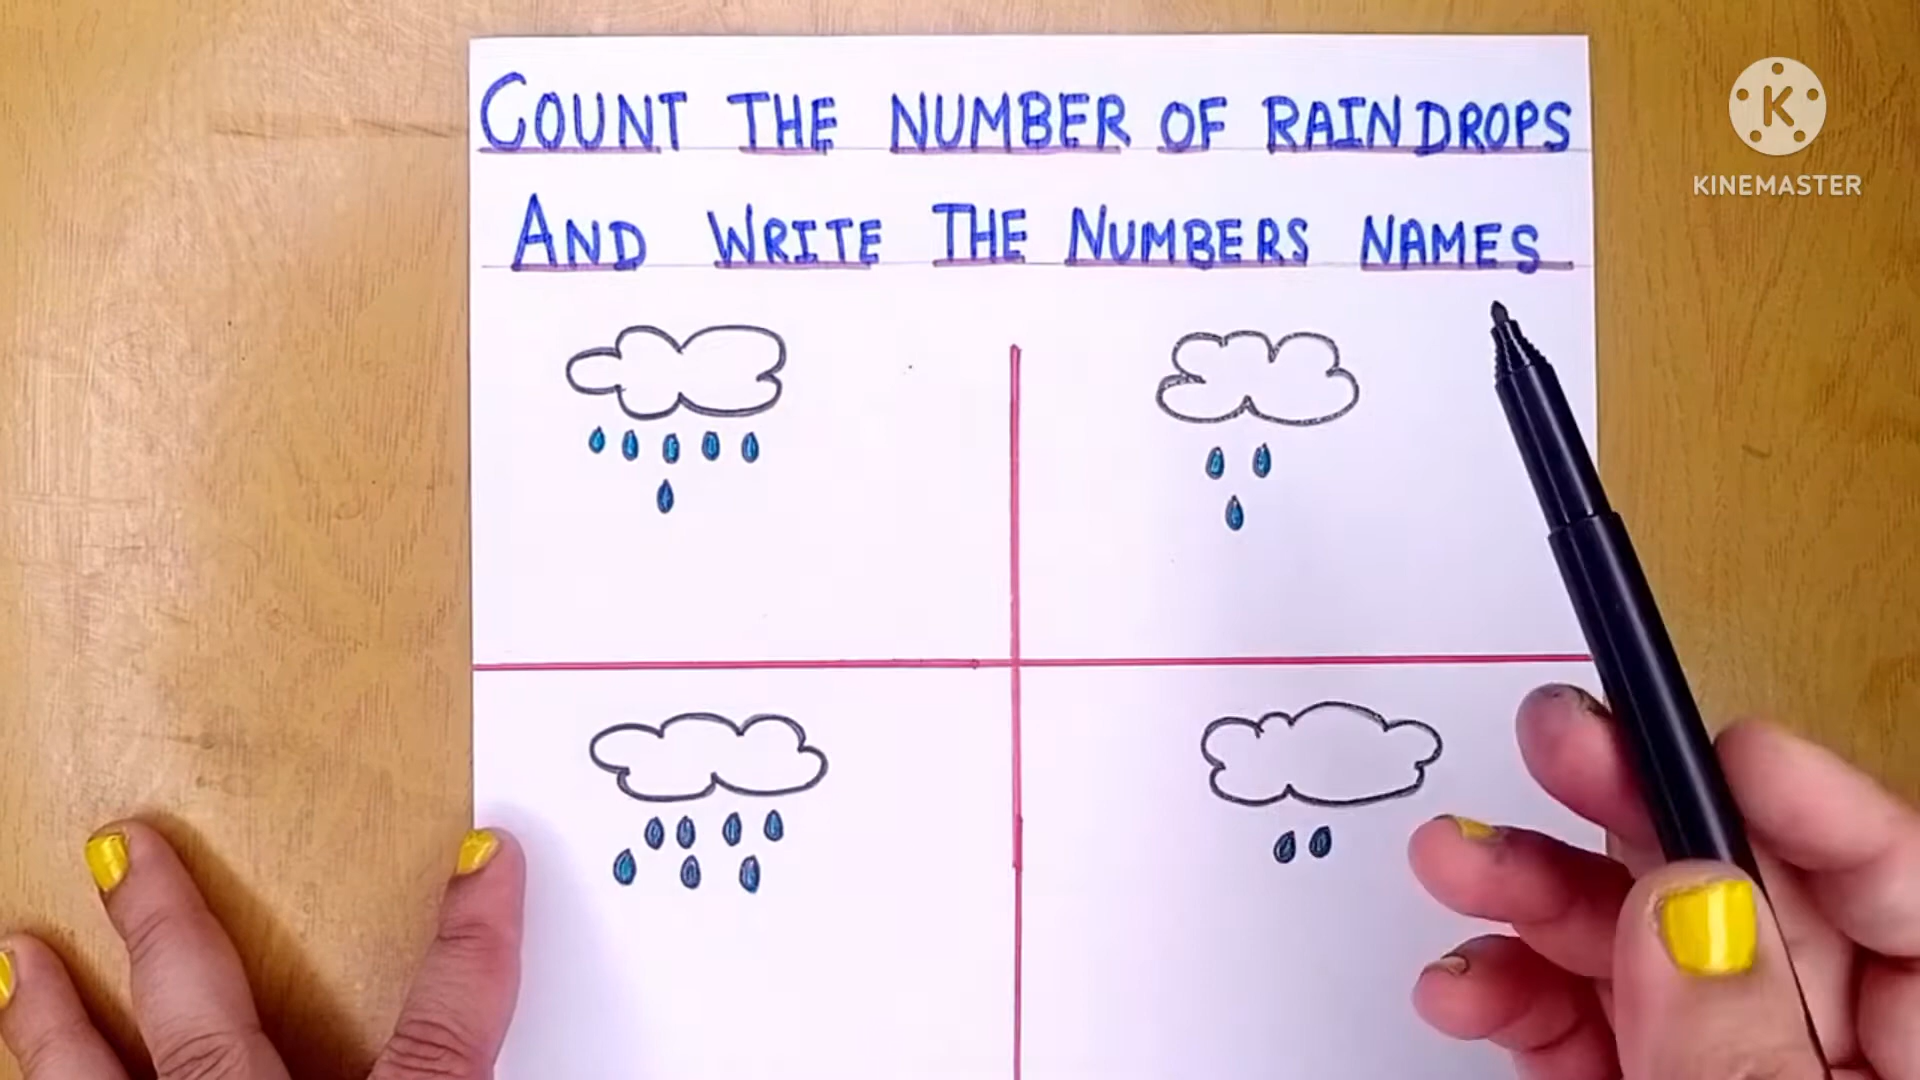 COUNT THE NUMBER OF RAINDROPS
AND WRITE THE NUMBERS NAMES
K
KINEMASTER